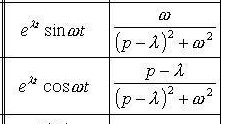 e^{λt} sin ωt    ω / ((p − λ)² + ω²)
e^{λt} cos ωt    (p − λ) / ((p − λ)² + ω²)